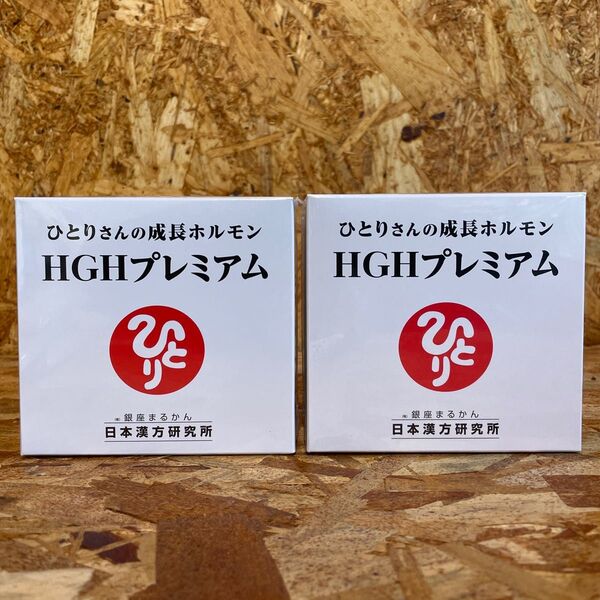 ひとりさんの成長ホルモン
HGHプレミアム
ひとり
㈲ 銀座まるかん
日本漢方研究所
ひとりさんの成長ホルモン
HGHプレミアム
ひとり
㈲ 銀座まるかん
日本漢方研究所